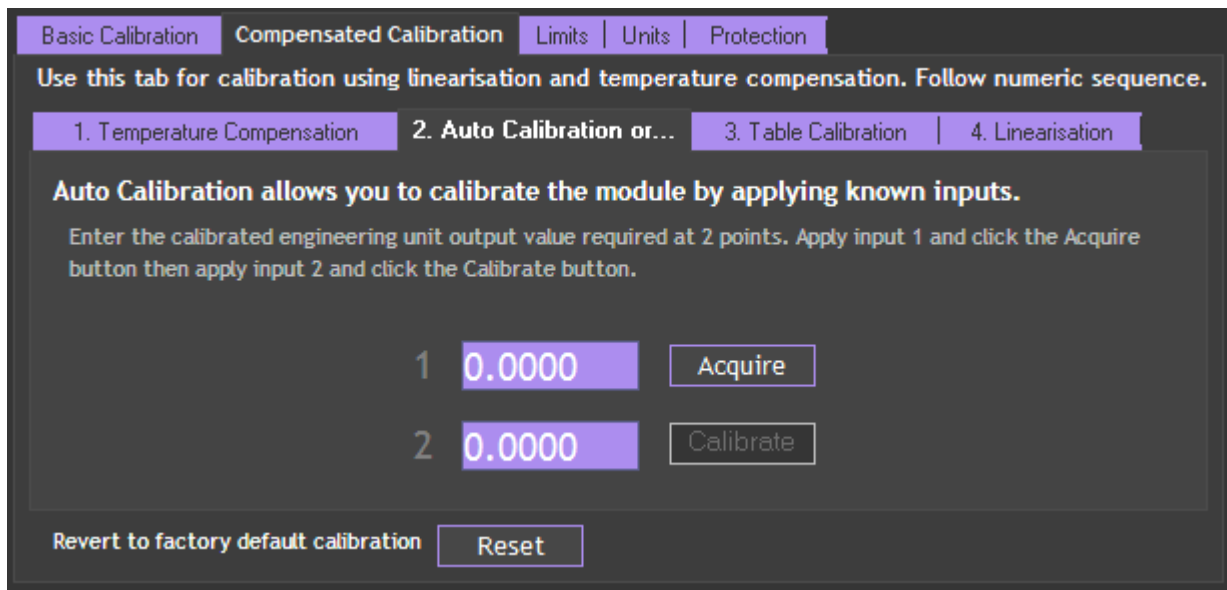 Basic Calibration Compensated Calibration Limits Units Protection
Use this tab for calibration using linearisation and temperature compensation. Follow numeric sequence.
1. Temperature Compensation 2. Auto Calibration or... 3. Table Calibration 4. Linearisation
Auto Calibration allows you to calibrate the module by applying known inputs.
Enter the calibrated engineering unit output value required at 2 points. Apply input 1 and click the Acquire
button then apply input 2 and click the Calibrate button.
1 0.0000 Acquire
2 0.0000 Calibrate
Revert to factory default calibration Reset